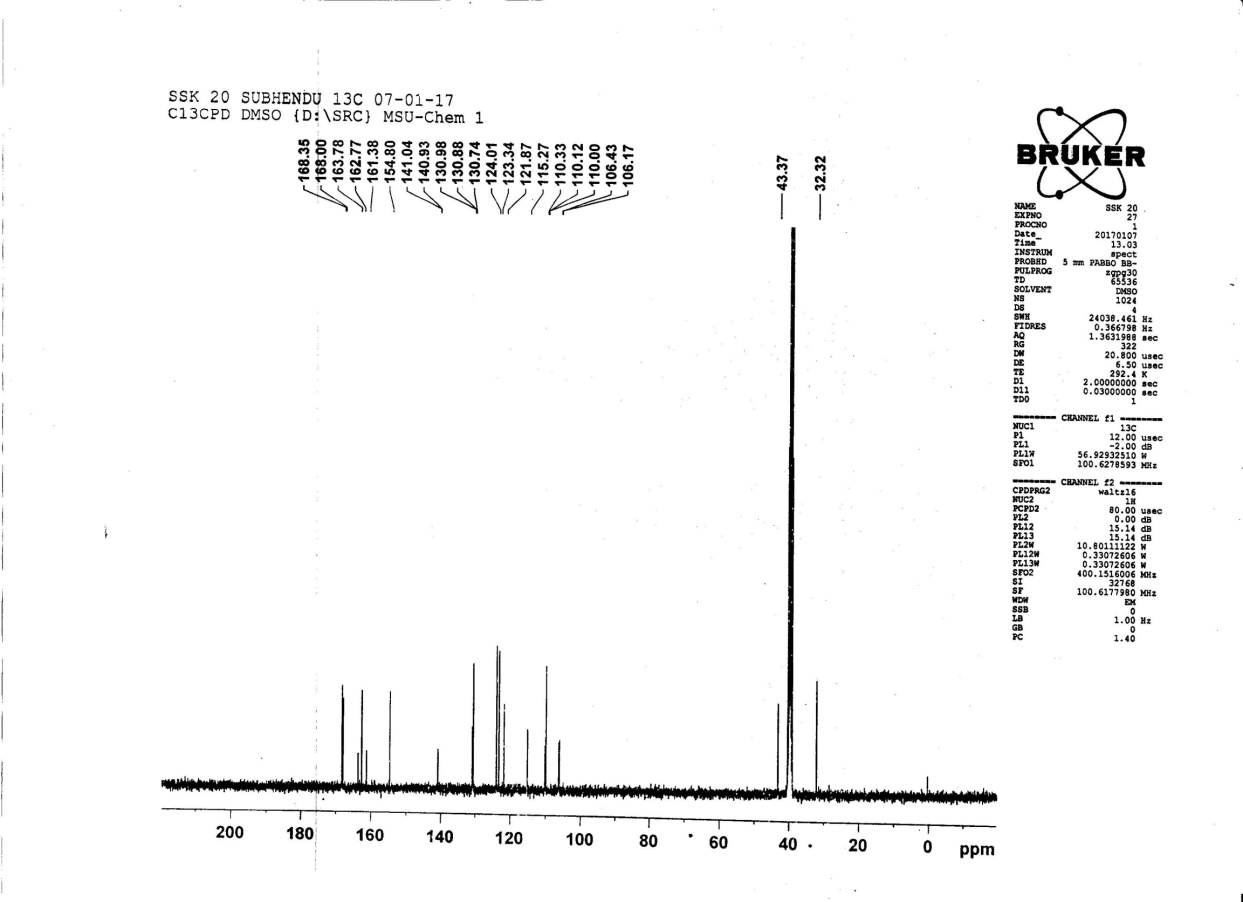 SSK 20 SUBHENDU 13C 07-01-17
C13CPD DMSO {D:\SRC} MSU-Chem 1
168.35
168.00
163.78
162.77
161.38
154.80
141.04
140.93
130.98
130.88
130.74
124.01
123.34
121.87
115.27
110.33
110.12
110.00
106.43
106.17
43.37
32.32
200 180 160 140 120 100 80 60 40 20 0 ppm
BRUKER
NAME SSK 20
EXPNO 27
PROCNO 1
Date_ 20170107
Time 13.03
INSTRUM spect
PROBHD 5 mm PABBO BB-
PULPROG zgpg30
TD 65536
SOLVENT DMSO
NS 1024
DS 4
SWH 24038.461 Hz
FIDRES 0.366798 Hz
AQ 1.3631988 sec
RG 322
DW 20.800 usec
DE 6.50 usec
TE 292.4 K
D1 2.00000000 sec
D11 0.03000000 sec
TD0 1
======== CHANNEL f1 ========
NUC1 13C
P1 12.00 usec
PL1 -2.00 dB
PL1W 56.92932510 W
SFO1 100.6278593 MHz
======== CHANNEL f2 ========
CPDPRG2 waltz16
NUC2 1H
PCPD2 80.00 usec
PL2 0.00 dB
PL12 15.14 dB
PL13 15.14 dB
PL2W 10.80111122 W
PL12W 0.33072606 W
PL13W 0.33072606 W
SFO2 400.1516006 MHz
SI 32768
SF 100.6177980 MHz
WDW EM
SSB 0
LB 1.00 Hz
GB 0
PC 1.40